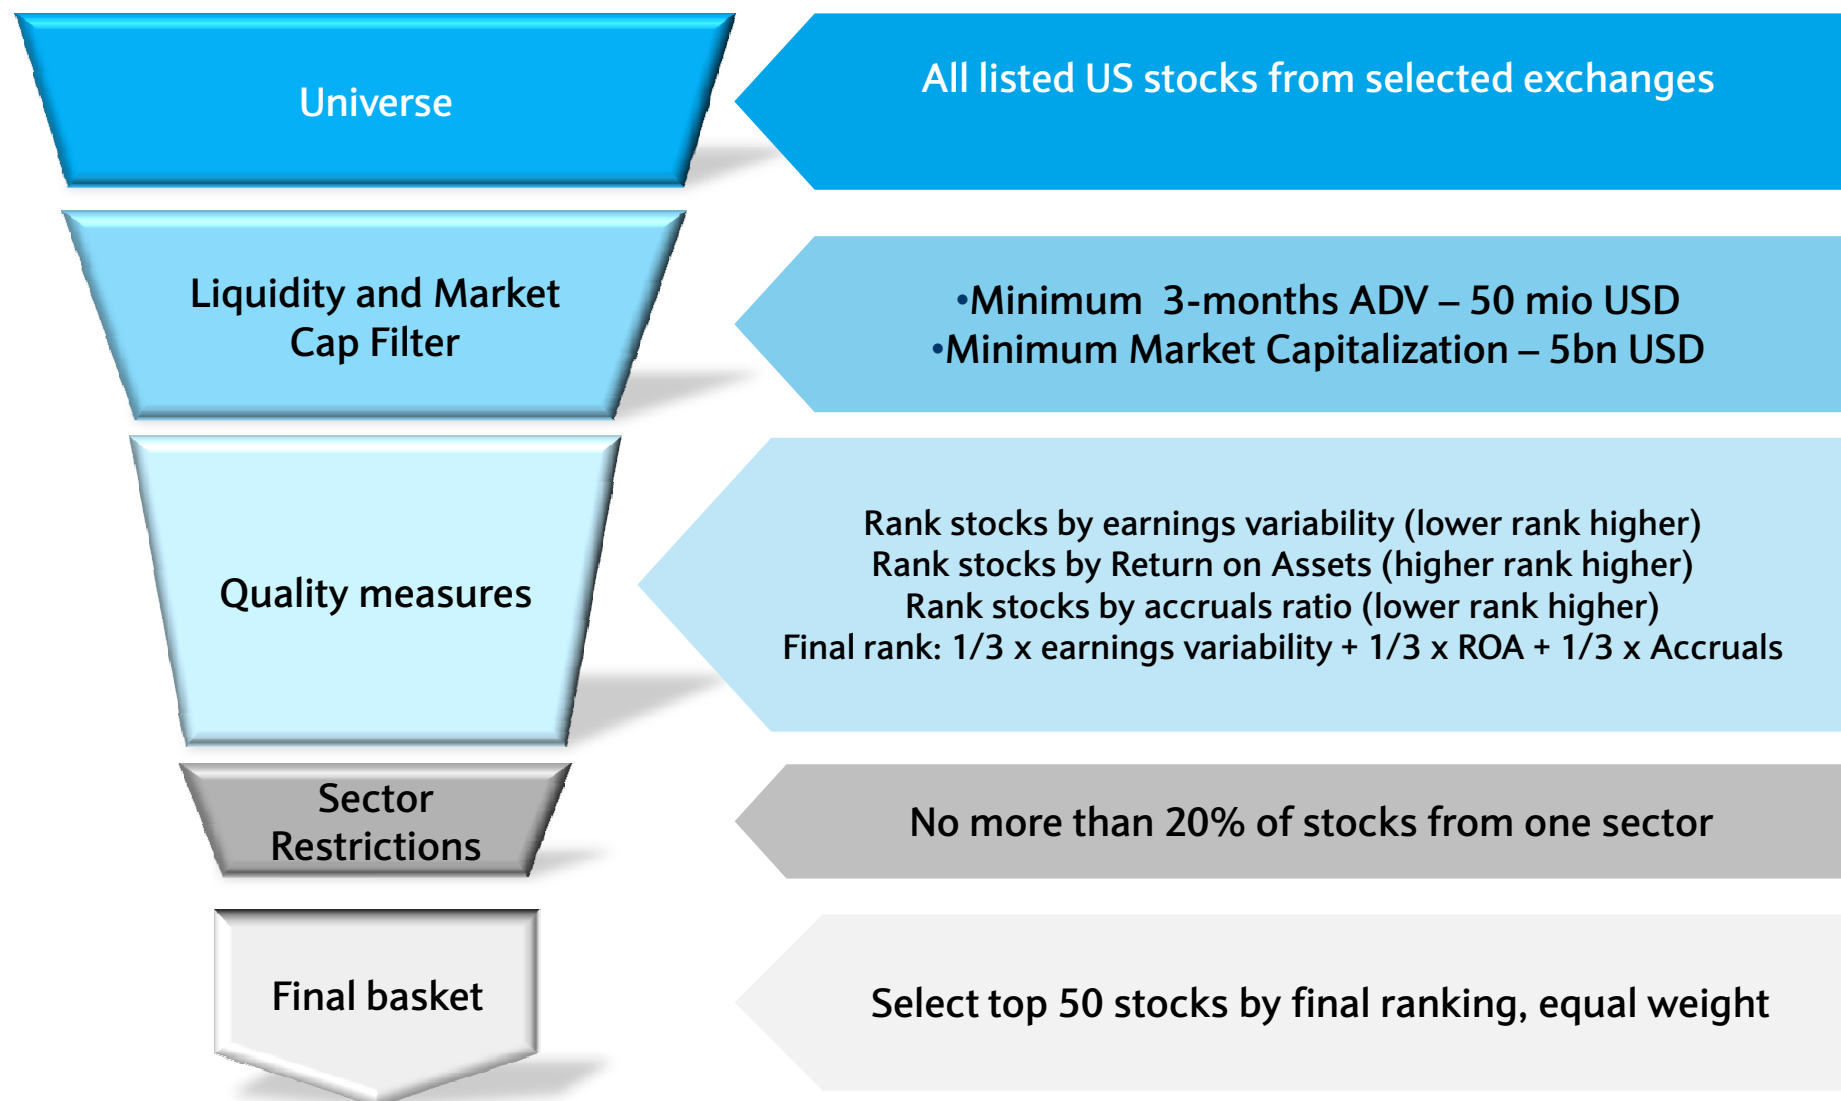 Universe
All listed US stocks from selected exchanges
Liquidity and Market
Cap Filter
•Minimum 3-months ADV – 50 mio USD
•Minimum Market Capitalization – 5bn USD
Quality measures
Rank stocks by earnings variability (lower rank higher)
Rank stocks by Return on Assets (higher rank higher)
Rank stocks by accruals ratio (lower rank higher)
Final rank: 1/3 x earnings variability + 1/3 x ROA + 1/3 x Accruals
Sector
Restrictions
No more than 20% of stocks from one sector
Final basket
Select top 50 stocks by final ranking, equal weight